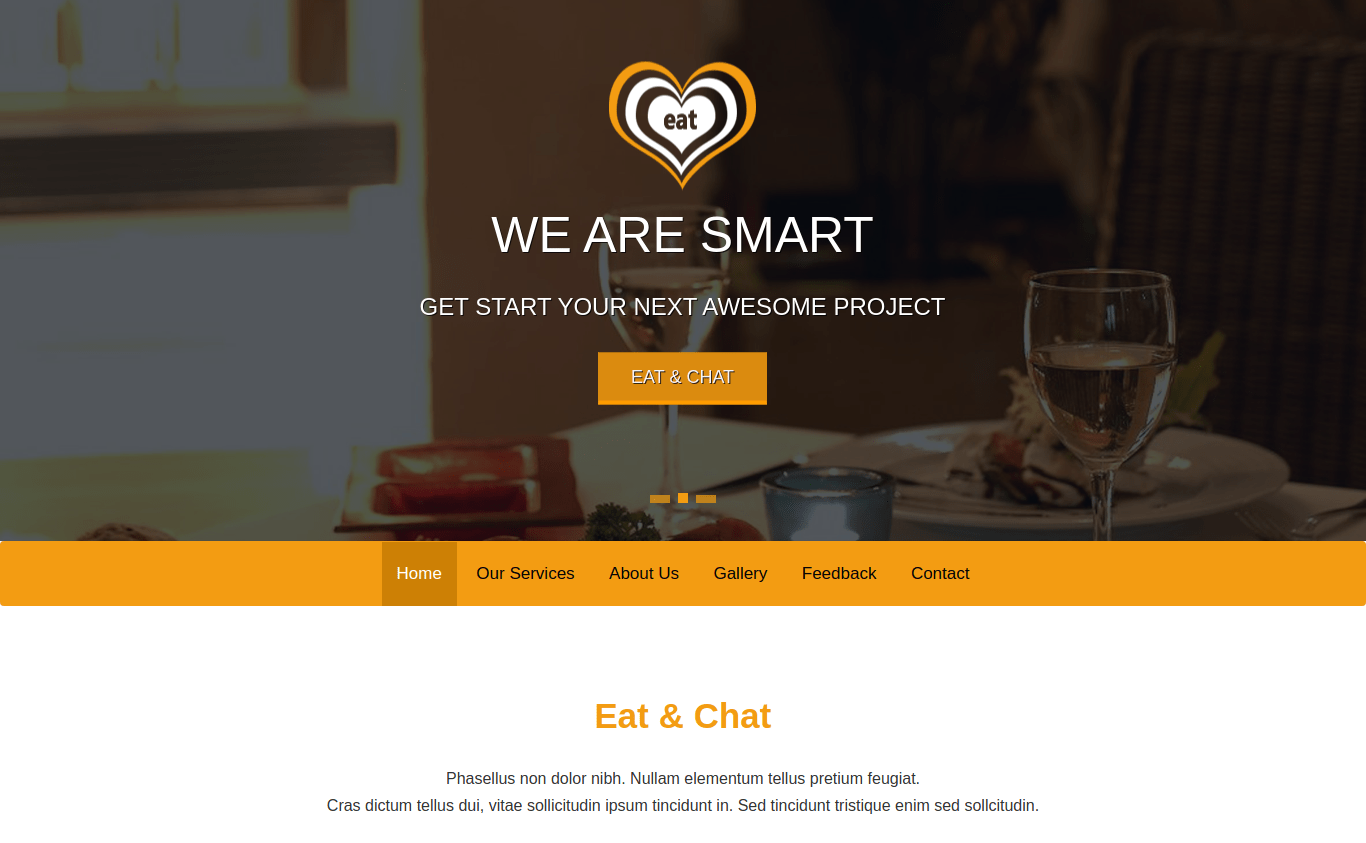 eat
WE ARE SMART
GET START YOUR NEXT AWESOME PROJECT
EAT & CHAT
Home Our Services About Us Gallery Feedback Contact
Eat & Chat
Phasellus non dolor nibh. Nullam elementum tellus pretium feugiat.
Cras dictum tellus dui, vitae sollicitudin ipsum tincidunt in. Sed tincidunt tristique enim sed sollcitudin.